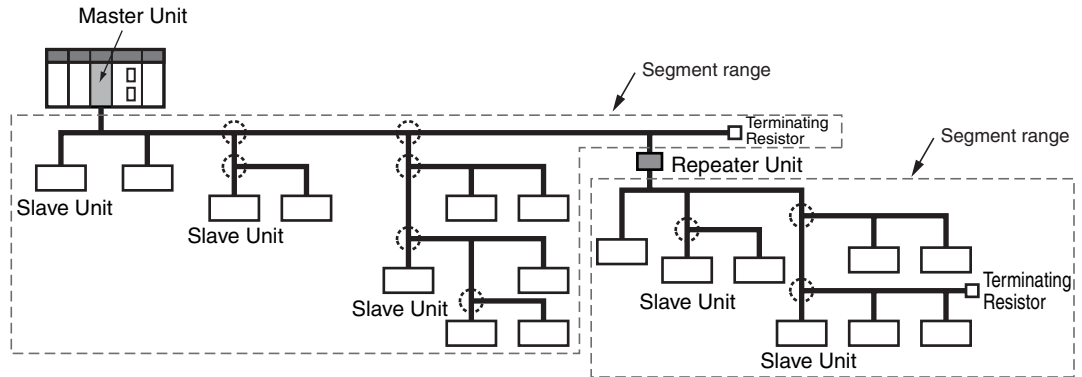 Master Unit
Segment range
Terminating
Resistor
Segment range
Repeater Unit
Slave Unit
Slave Unit
Terminating
Resistor
Slave Unit
Slave Unit
Slave Unit